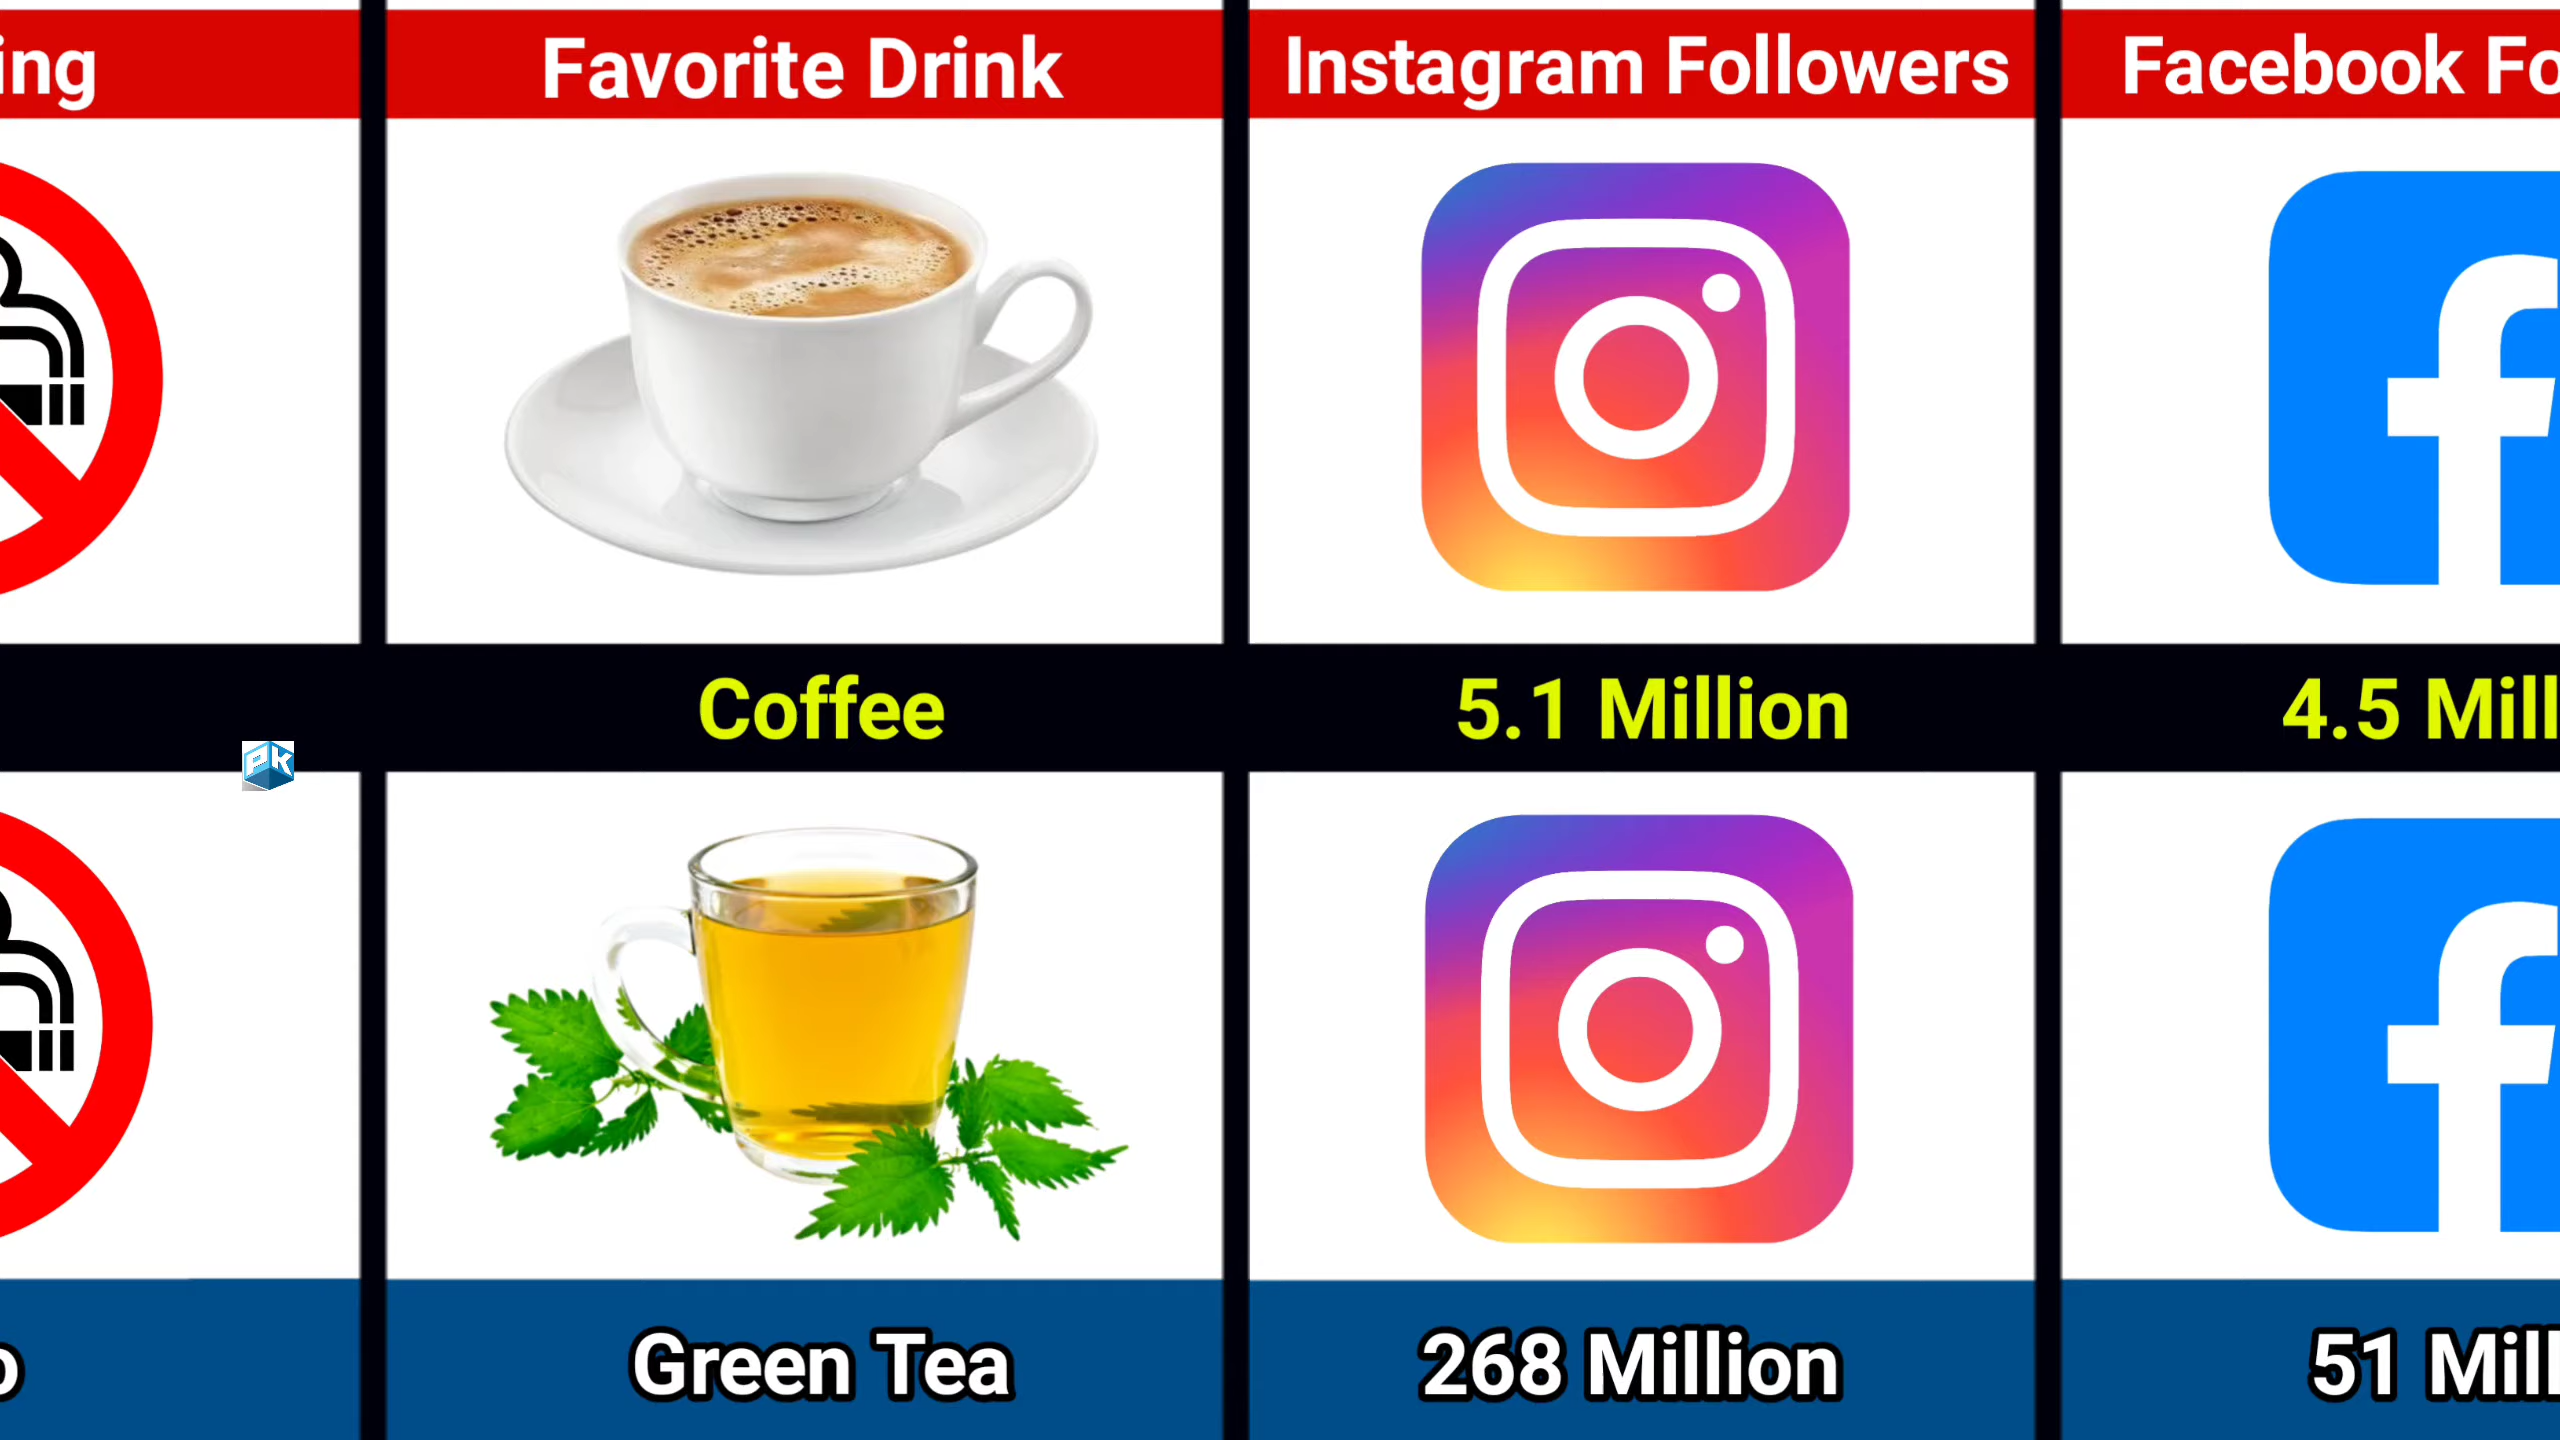 ing
Favorite Drink
Instagram Followers
Facebook Fo
Coffee
5.1 Million
4.5 Mill
PK
o
Green Tea
268 Million
51 Mill